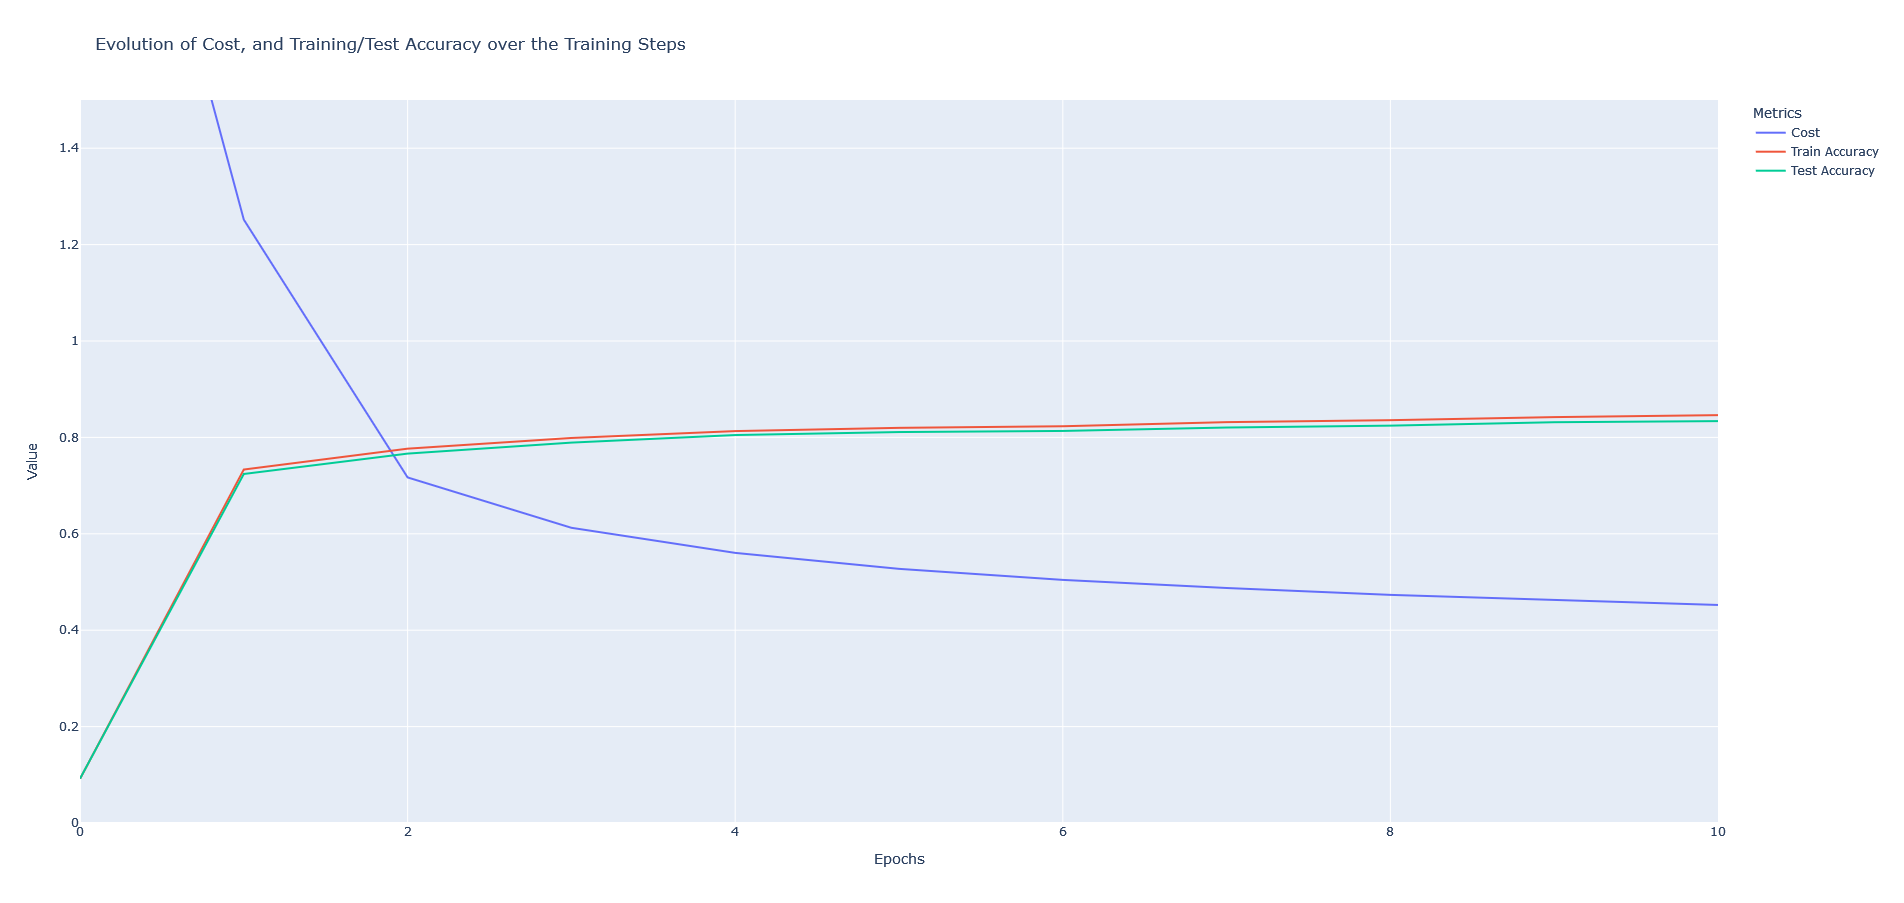 Evolution of Cost, and Training/Test Accuracy over the Training Steps
Metrics
Cost
Train Accuracy
Test Accuracy
Value
1.4
1.2
1
0.8
0.6
0.4
0.2
0
0 2 4 6 8 10
Epochs